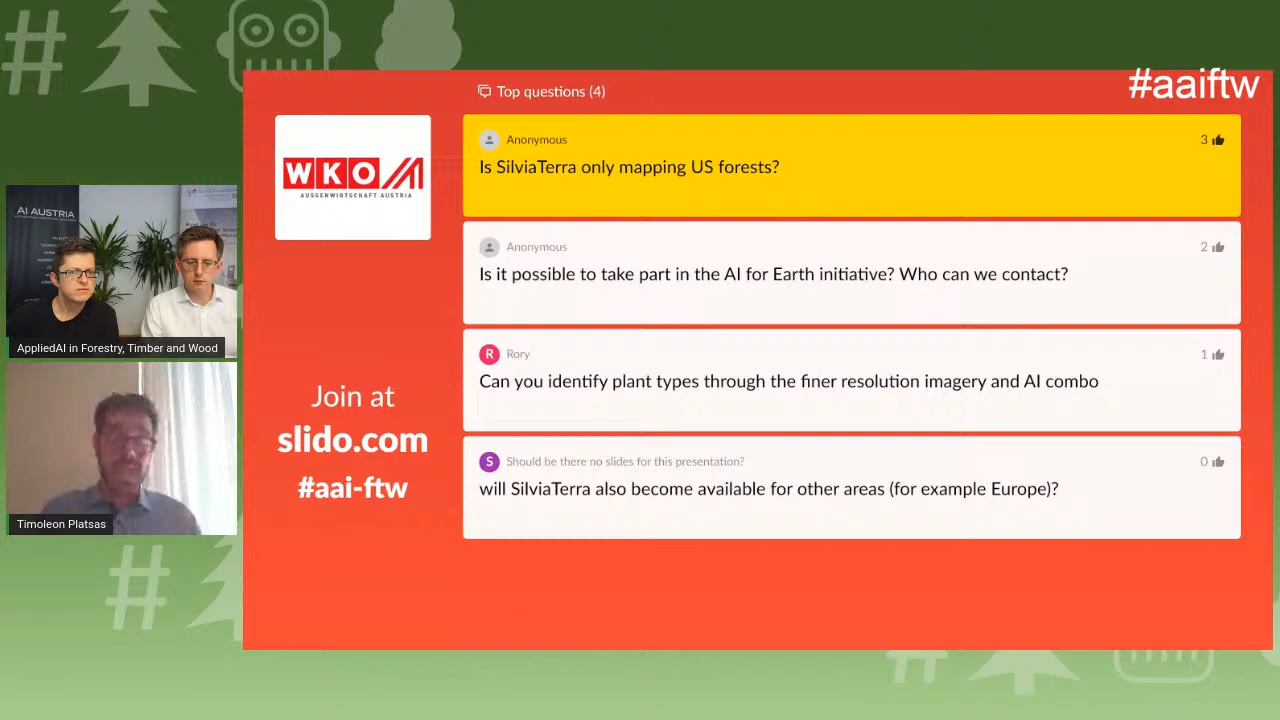 #aaiftw
Top questions (4)
Anonymous
3
Is SilviaTerra only mapping US forests?
WKO
AUSSENWIRTSCHAFT AUSTRIA
Anonymous
2
Is it possible to take part in the AI for Earth initiative? Who can we contact?
AI AUSTRIA
AppliedAI in Forestry, Timber and Wood
R
Rory
1
Can you identify plant types through the finer resolution imagery and AI combo
Join at
slido.com
#aai-ftw
S
Should be there no slides for this presentation?
0
will SilviaTerra also become available for other areas (for example Europe)?
Timoleon Platsas
#
#
#